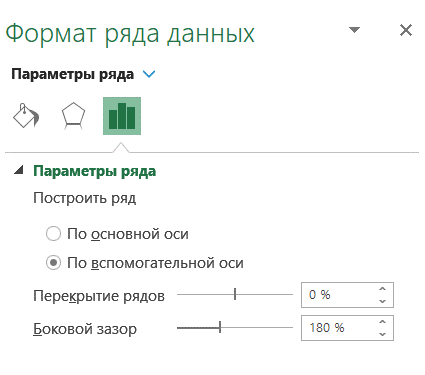 Формат ряда данных
Параметры ряда
Параметры ряда
Построить ряд
По основной оси
По вспомогательной оси
Перекрытие рядов 0 %
Боковой зазор 180 %